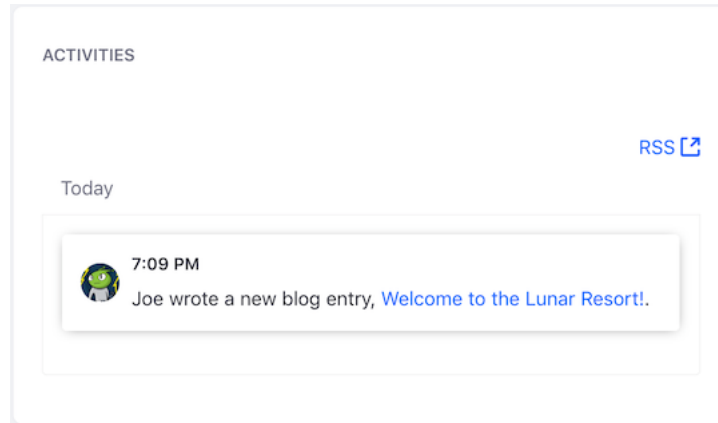 ACTIVITIES
RSS
Today
7:09 PM
Joe wrote a new blog entry, Welcome to the Lunar Resort!.